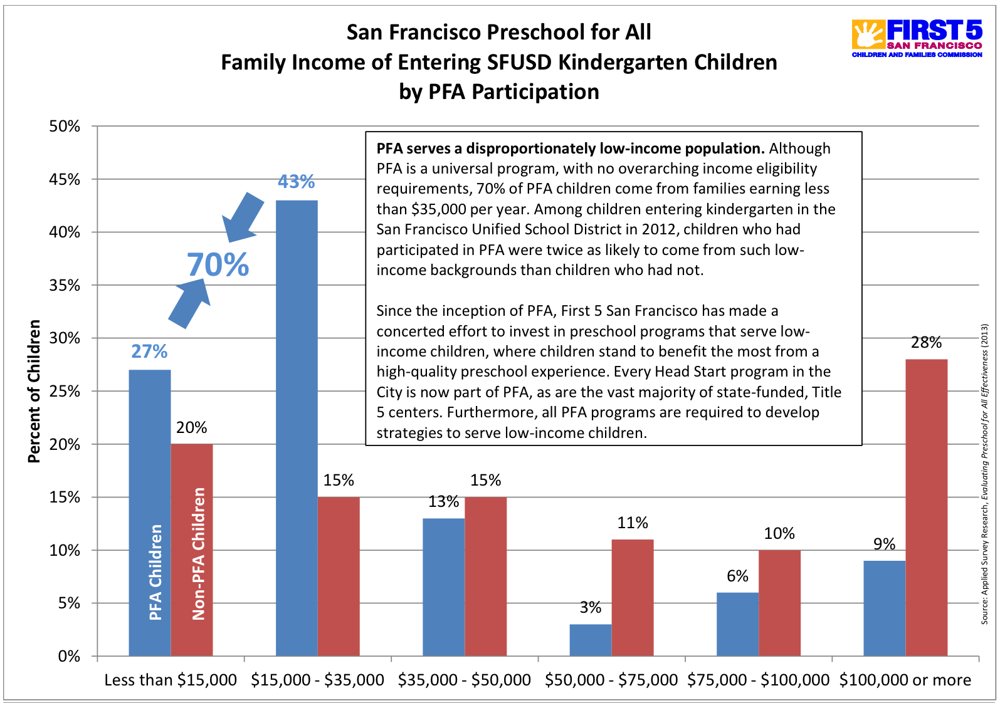 San Francisco Preschool for All
Family Income of Entering SFUSD Kindergarten Children
by PFA Participation
FIRST 5
SAN FRANCISCO
CHILDREN AND FAMILIES COMMISSION
50%
45%
40%
35%
30%
25%
20%
15%
10%
5%
0%
Percent of Children
PFA serves a disproportionately low-income population. Although
PFA is a universal program, with no overarching income eligibility
requirements, 70% of PFA children come from families earning less
than $35,000 per year. Among children entering kindergarten in the
San Francisco Unified School District in 2012, children who had
participated in PFA were twice as likely to come from such low-
income backgrounds than children who had not.
Since the inception of PFA, First 5 San Francisco has made a
concerted effort to invest in preschool programs that serve low-
income children, where children stand to benefit the most from a
high-quality preschool experience. Every Head Start program in the
City is now part of PFA, as are the vast majority of state-funded, Title
5 centers. Furthermore, all PFA programs are required to develop
strategies to serve low-income children.
43%
70%
27%
20%
15%
13%
15%
3%
11%
6%
10%
9%
28%
PFA Children
Non-PFA Children
Less than $15,000
$15,000 - $35,000
$35,000 - $50,000
$50,000 - $75,000
$75,000 - $100,000
$100,000 or more
Source: Applied Survey Research, Evaluating Preschool for All Effectiveness (2013)